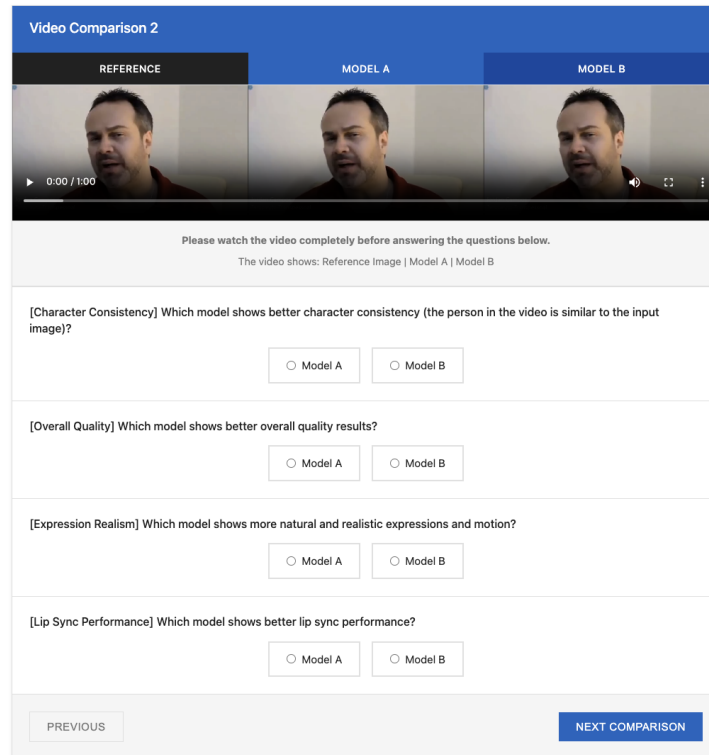 Video Comparison 2
REFERENCE
MODEL A
MODEL B
0:00 / 1:00
Please watch the video completely before answering the questions below.
The video shows: Reference Image | Model A | Model B
[Character Consistency] Which model shows better character consistency (the person in the video is similar to the input
image)?
Model A
Model B
[Overall Quality] Which model shows better overall quality results?
Model A
Model B
[Expression Realism] Which model shows more natural and realistic expressions and motion?
Model A
Model B
[Lip Sync Performance] Which model shows better lip sync performance?
Model A
Model B
PREVIOUS
NEXT COMPARISON